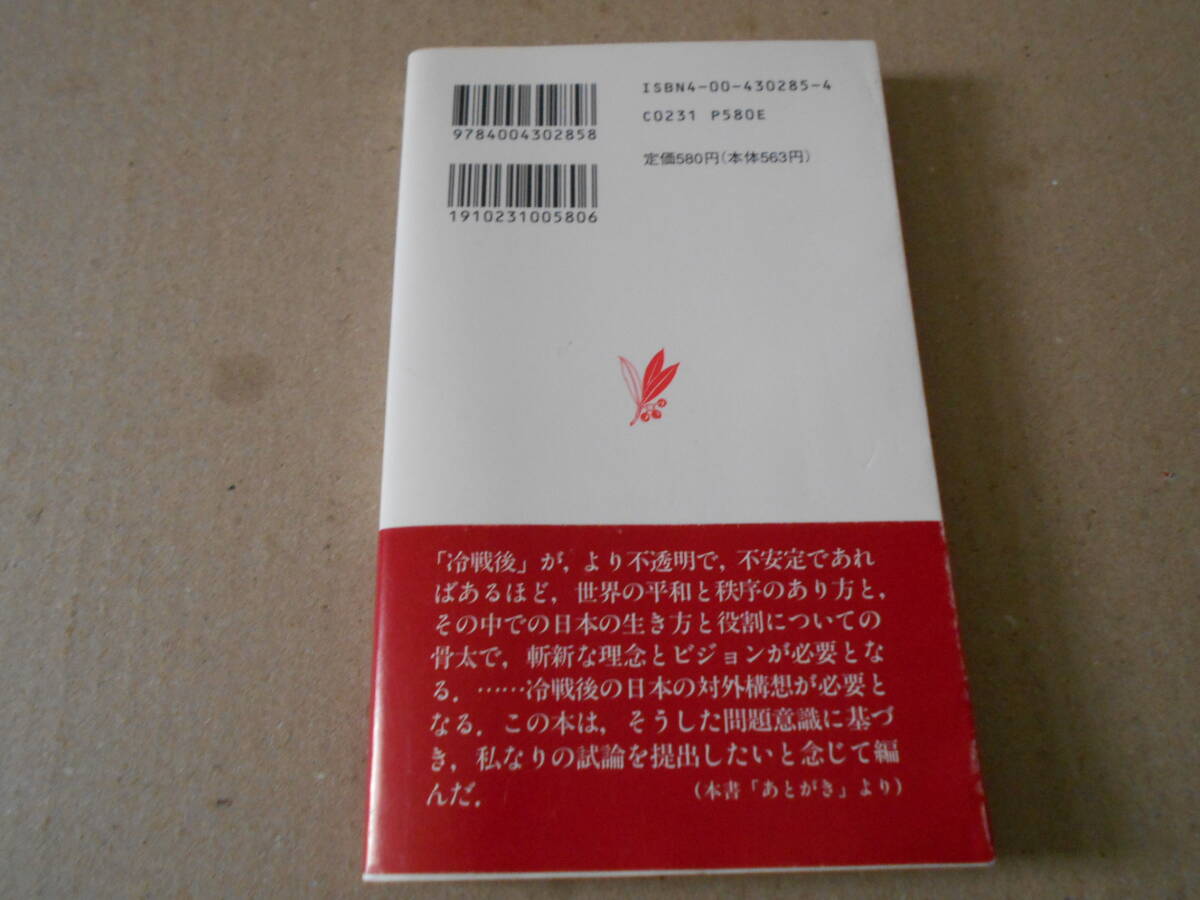 ISBN4-00-430285-4
C0231 P580E
定価580円(本体563円)
9784004302858
1910231005806
「冷戦後」が，より不透明で，不安定であれ
ばあるほど，世界の平和と秩序のあり方と，
その中での日本の生き方と役割についての
骨太で，斬新な理念とビジョンが必要とな
る．……冷戦後の日本の対外構想が必要と
なる．この本は，そうした問題意識に基づ
き，私なりの試論を提出したいと念じて編
んだ．
(本書「あとがき」より)